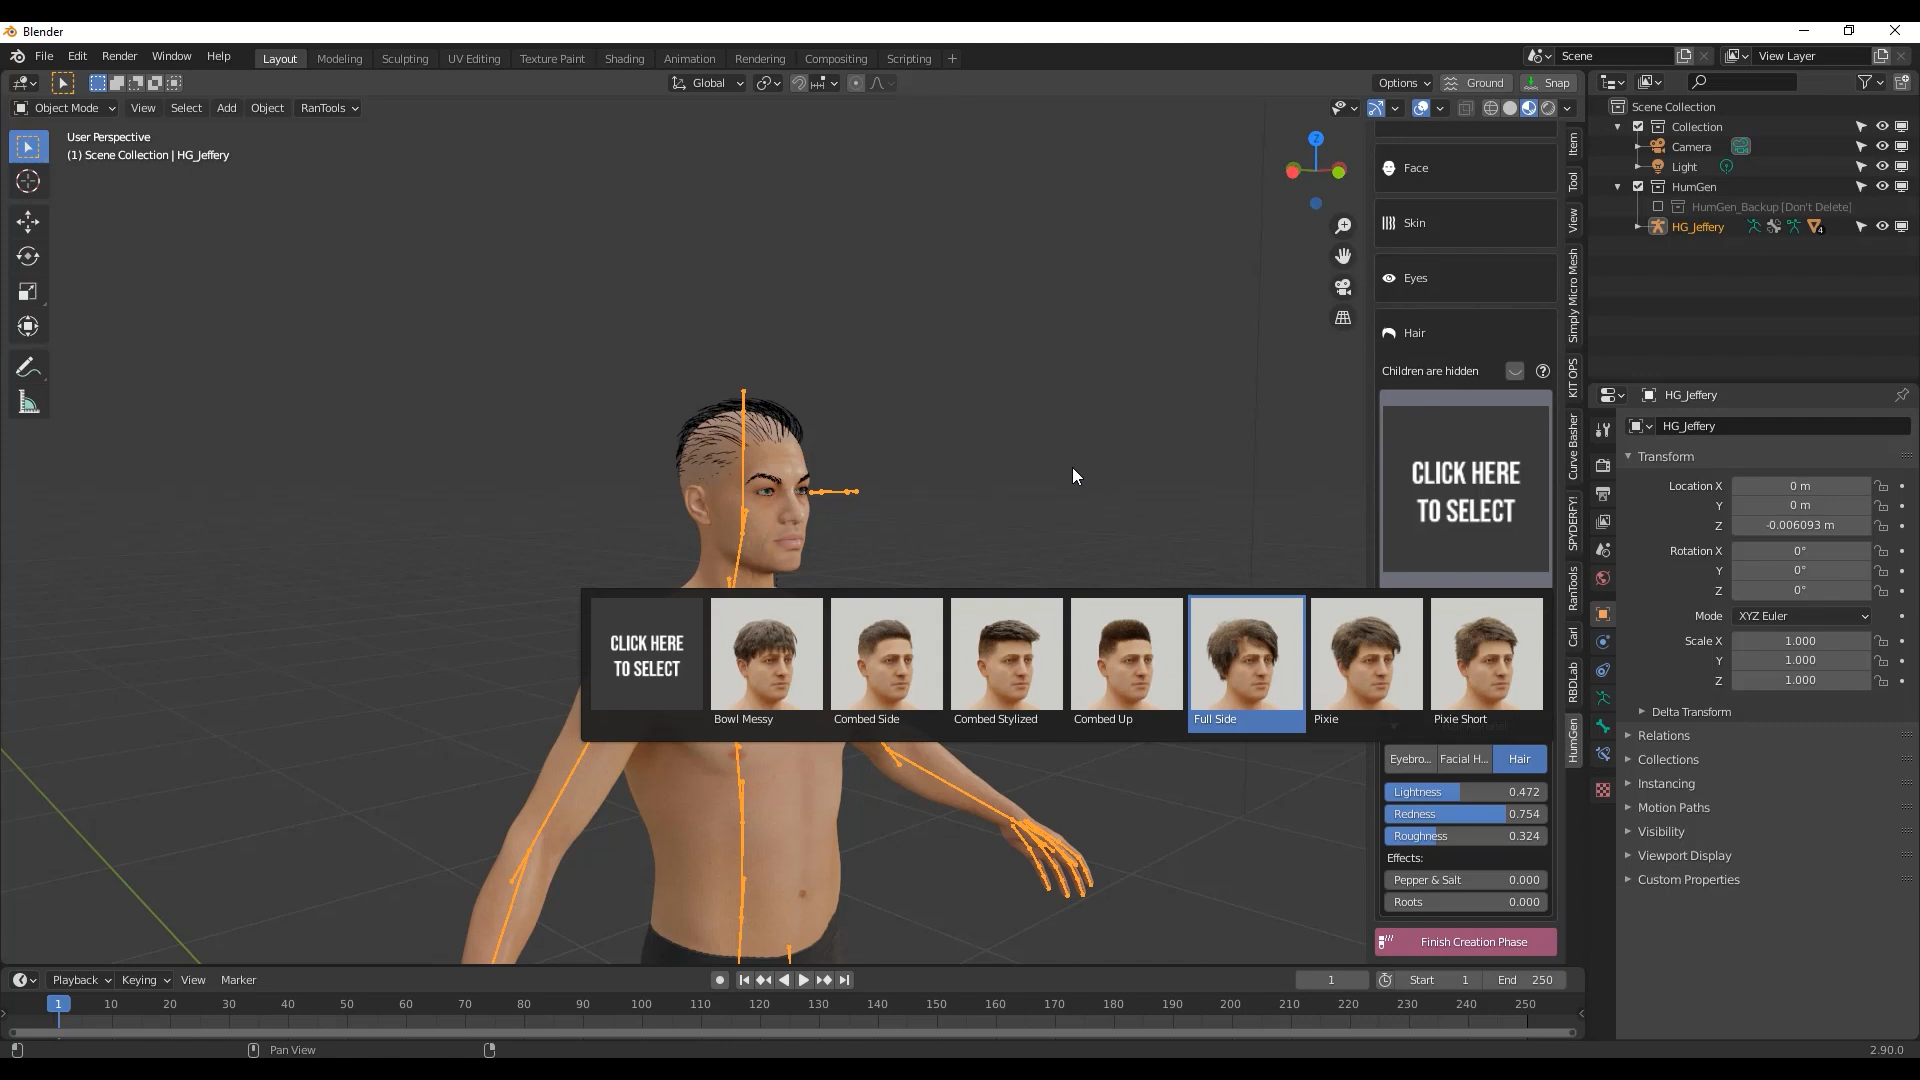 Blender
File Edit Render Window Help Layout Modeling Sculpting UV Editing Texture Paint Shading Animation Rendering Compositing Scripting + Scene View Layer
Global Options Ground Snap
Object Mode View Select Add Object RanTools
User Perspective
(1) Scene Collection | HG_Jeffery
Z
Face
Skin
Eyes
Hair
Children are hidden
CLICK HERE
TO SELECT
CLICK HERE
TO SELECT
Bowl Messy Combed Side Combed Stylized Combed Up Full Side Pixie Pixie Short
Eyebro... Facial H... Hair
Lightness 0.472
Redness 0.754
Roughness 0.324
Effects:
Pepper & Salt 0.000
Roots 0.000
Finish Creation Phase
Item
Tool
View
Simply Micro Mesh
KIT OPS
Curve Basher
SPYDERFY!
RanTools
Carl
RBDLab
HumGen
Scene Collection
Collection
Camera
Light
HumGen
HumGen_Backup [Don't Delete]
HG_Jeffery 4
HG_Jeffery
HG_Jeffery
Transform
Location X 0 m
Y 0 m
Z -0.006093 m
Rotation X 0°
Y 0°
Z 0°
Mode XYZ Euler
Scale X 1.000
Y 1.000
Z 1.000
Delta Transform
Relations
Collections
Instancing
Motion Paths
Visibility
Viewport Display
Custom Properties
Playback Keying View Marker 1 Start 1 End 250
1 10 20 30 40 50 60 70 80 90 100 110 120 130 140 150 160 170 180 190 200 210 220 230 240 250
Pan View 2.90.0